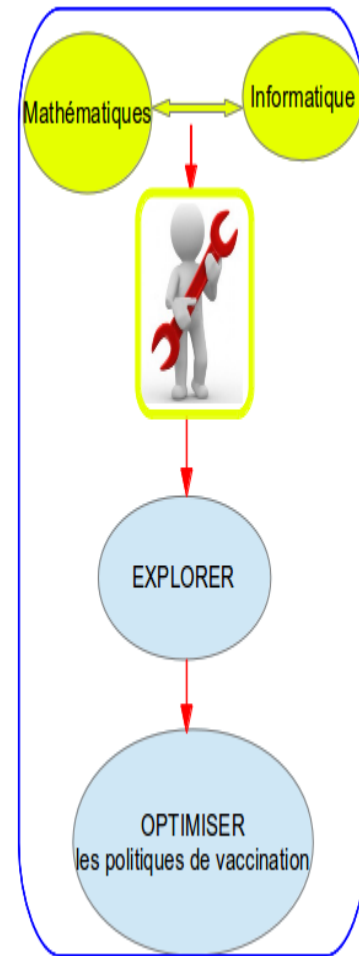 Mathématiques
Informatique
EXPLORER
OPTIMISER
les politiques de vaccination